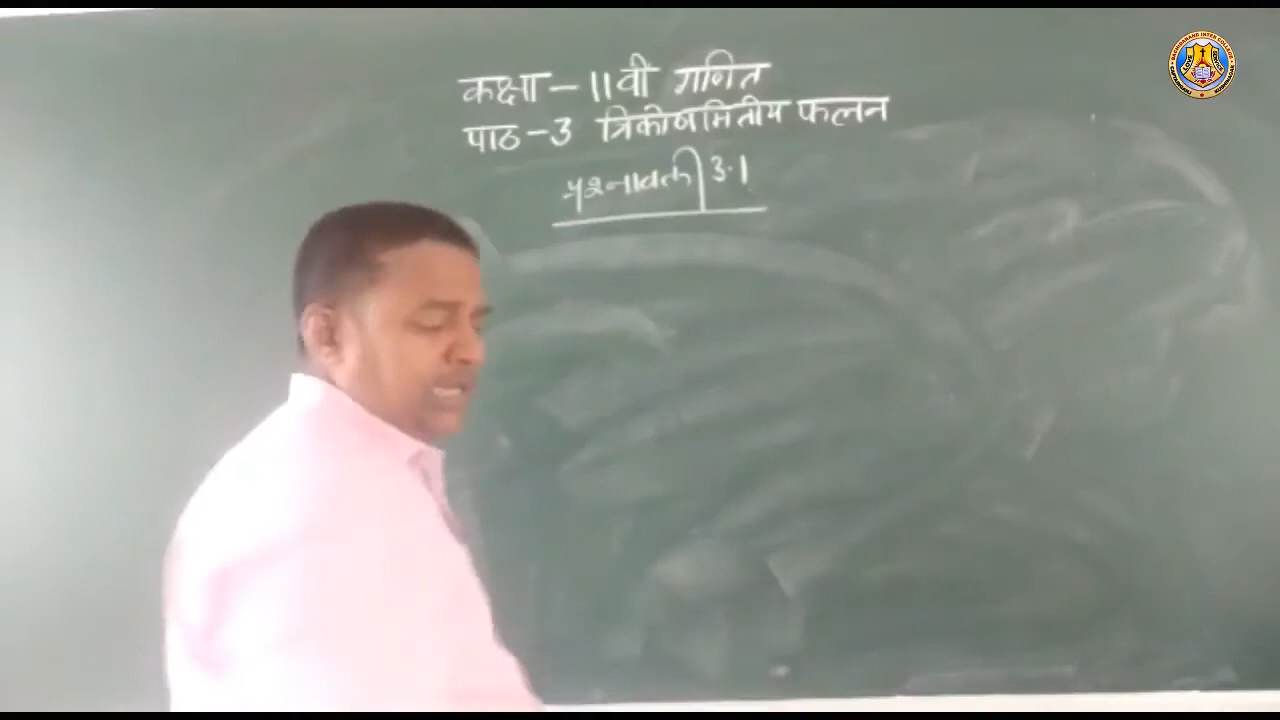 कक्षा - 11वीं गणित
पाठ - 3 त्रिकोणमितीय फलन
प्रश्नावली 3.1